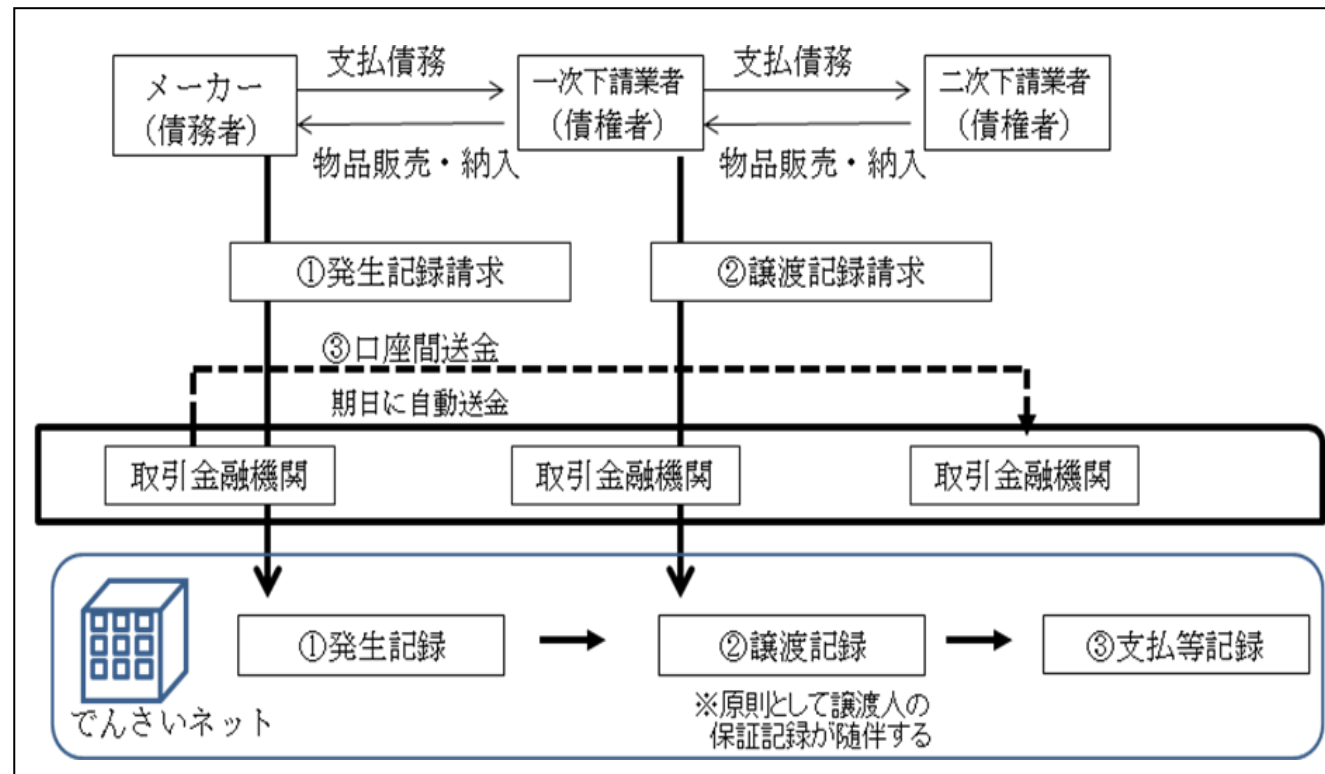 支払債務
支払債務
メーカー
(債務者)
一次下請業者
(債権者)
二次下請業者
(債権者)
物品販売・納入
物品販売・納入
①発生記録請求
②譲渡記録請求
③口座間送金
期日に自動送金
取引金融機関
取引金融機関
取引金融機関
①発生記録
②譲渡記録
③支払等記録
※原則として譲渡人の
保証記録が随伴する
でんさいネット